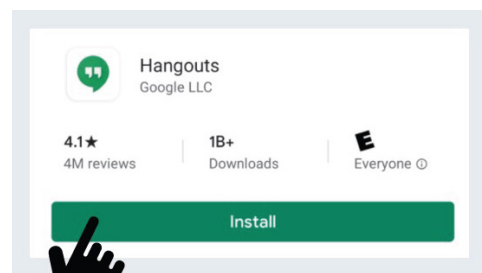 Hangouts
Google LLC
4.1★ 1B+ E
4M reviews Downloads Everyone ⓘ
Install